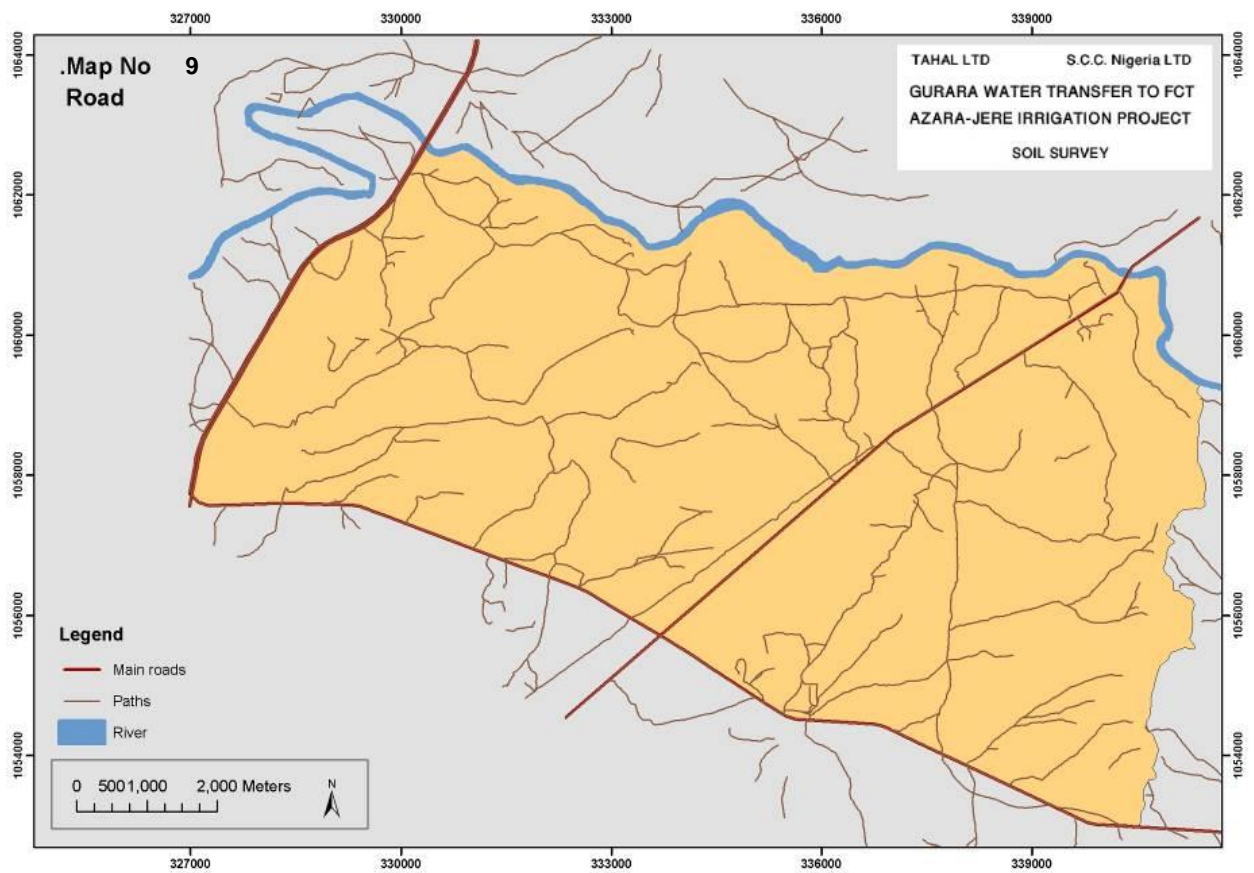 327000 330000 333000 336000 339000
.Map No 9
Road
TAHAL LTD S.C.C. Nigeria LTD
GURARA WATER TRANSFER TO FCT
AZARA-JERE IRRIGATION PROJECT
SOIL SURVEY
1064000 1064000
1062000 1062000
1060000 1060000
1058000 1058000
1056000 1056000
1054000 1054000
Legend
Main roads
Paths
River
0 5001,000 2,000 Meters
N
327000 330000 333000 336000 339000